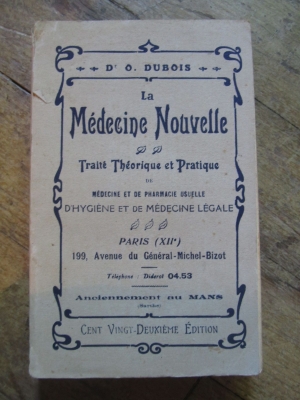 Dʳ O. DUBOIS
La
Médecine Nouvelle
Traité Théorique et Pratique
DE
MÉDECINE ET DE PHARMACIE USUELLE
D'HYGIÈNE ET DE MÉDECINE LÉGALE
PARIS (XIIᵉ)
199, Avenue du Général-Michel-Bizot
Téléphone : Diderot 04.53
Anciennement au MANS
(Sarthe)
CENT VINGT-DEUXIÈME ÉDITION